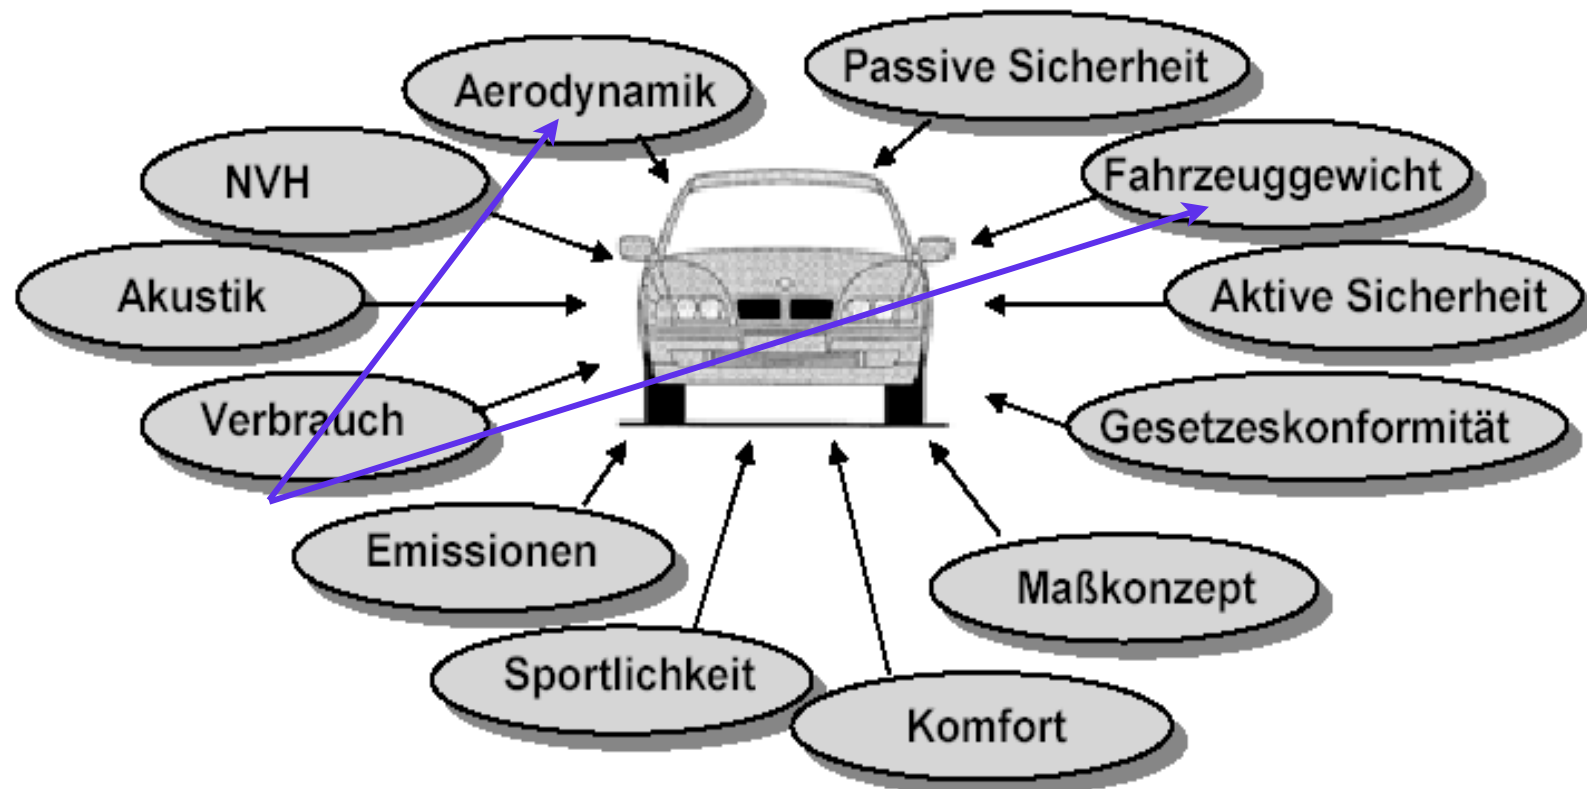 Aerodynamik
Passive Sicherheit
NVH
Fahrzeuggewicht
Akustik
Aktive Sicherheit
Verbrauch
Gesetzeskonformität
Emissionen
Maßkonzept
Sportlichkeit
Komfort